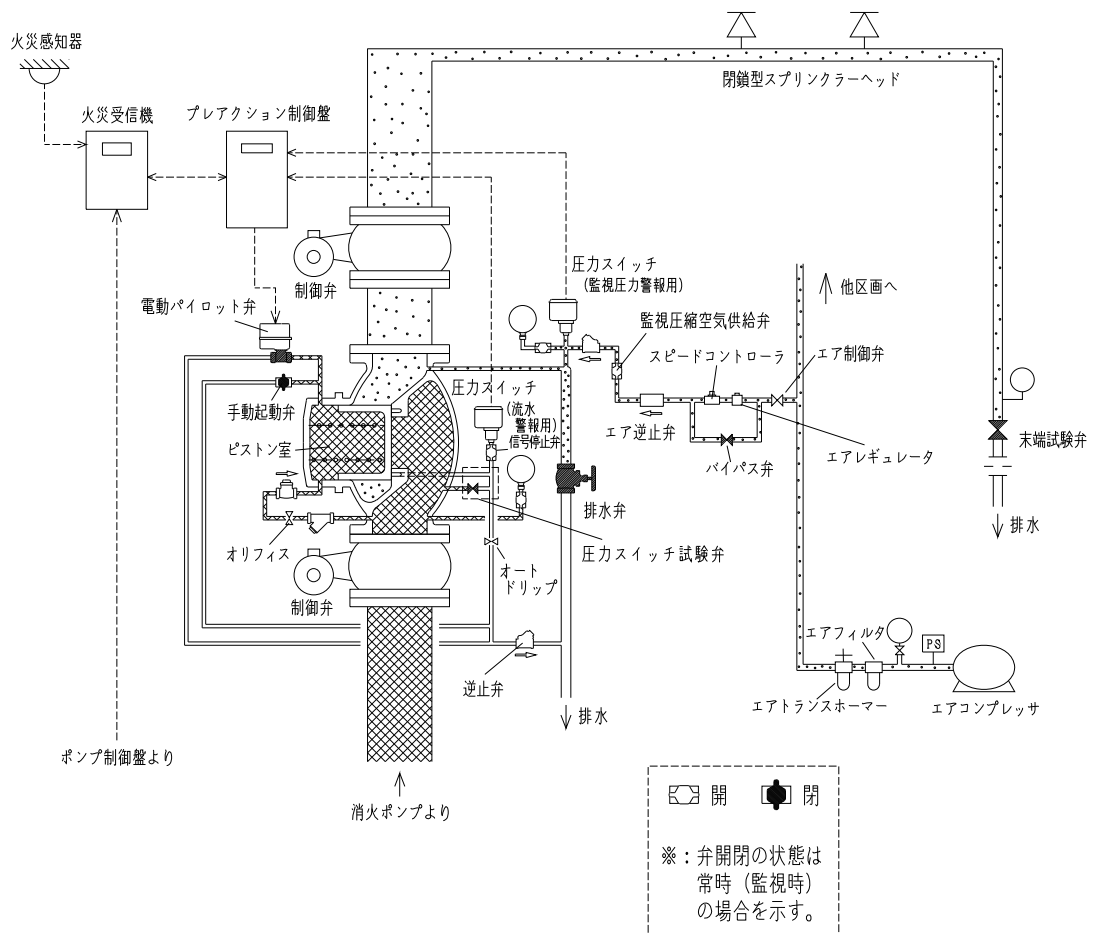 火災感知器
火災受信機
プレアクション制御盤
閉鎖型スプリンクラーヘッド
制御弁
電動パイロット弁
圧力スイッチ
(監視圧力警報用)
他区画へ
監視圧縮空気供給弁
スピードコントローラ
エア制御弁
圧力スイッチ
(流水
警報用)
信号停止弁
手動起動弁
ピストン室
エア逆止弁
バイパス弁
エアレギュレータ
末端試験弁
排水弁
排水
オリフィス
圧力スイッチ試験弁
オート
ドリップ
制御弁
逆止弁
エアフィルタ
PS
エアトランスホーマー
エアコンプレッサ
排水
ポンプ制御盤より
消火ポンプより
開
閉
※:弁開閉の状態は
常時(監視時)
の場合を示す。